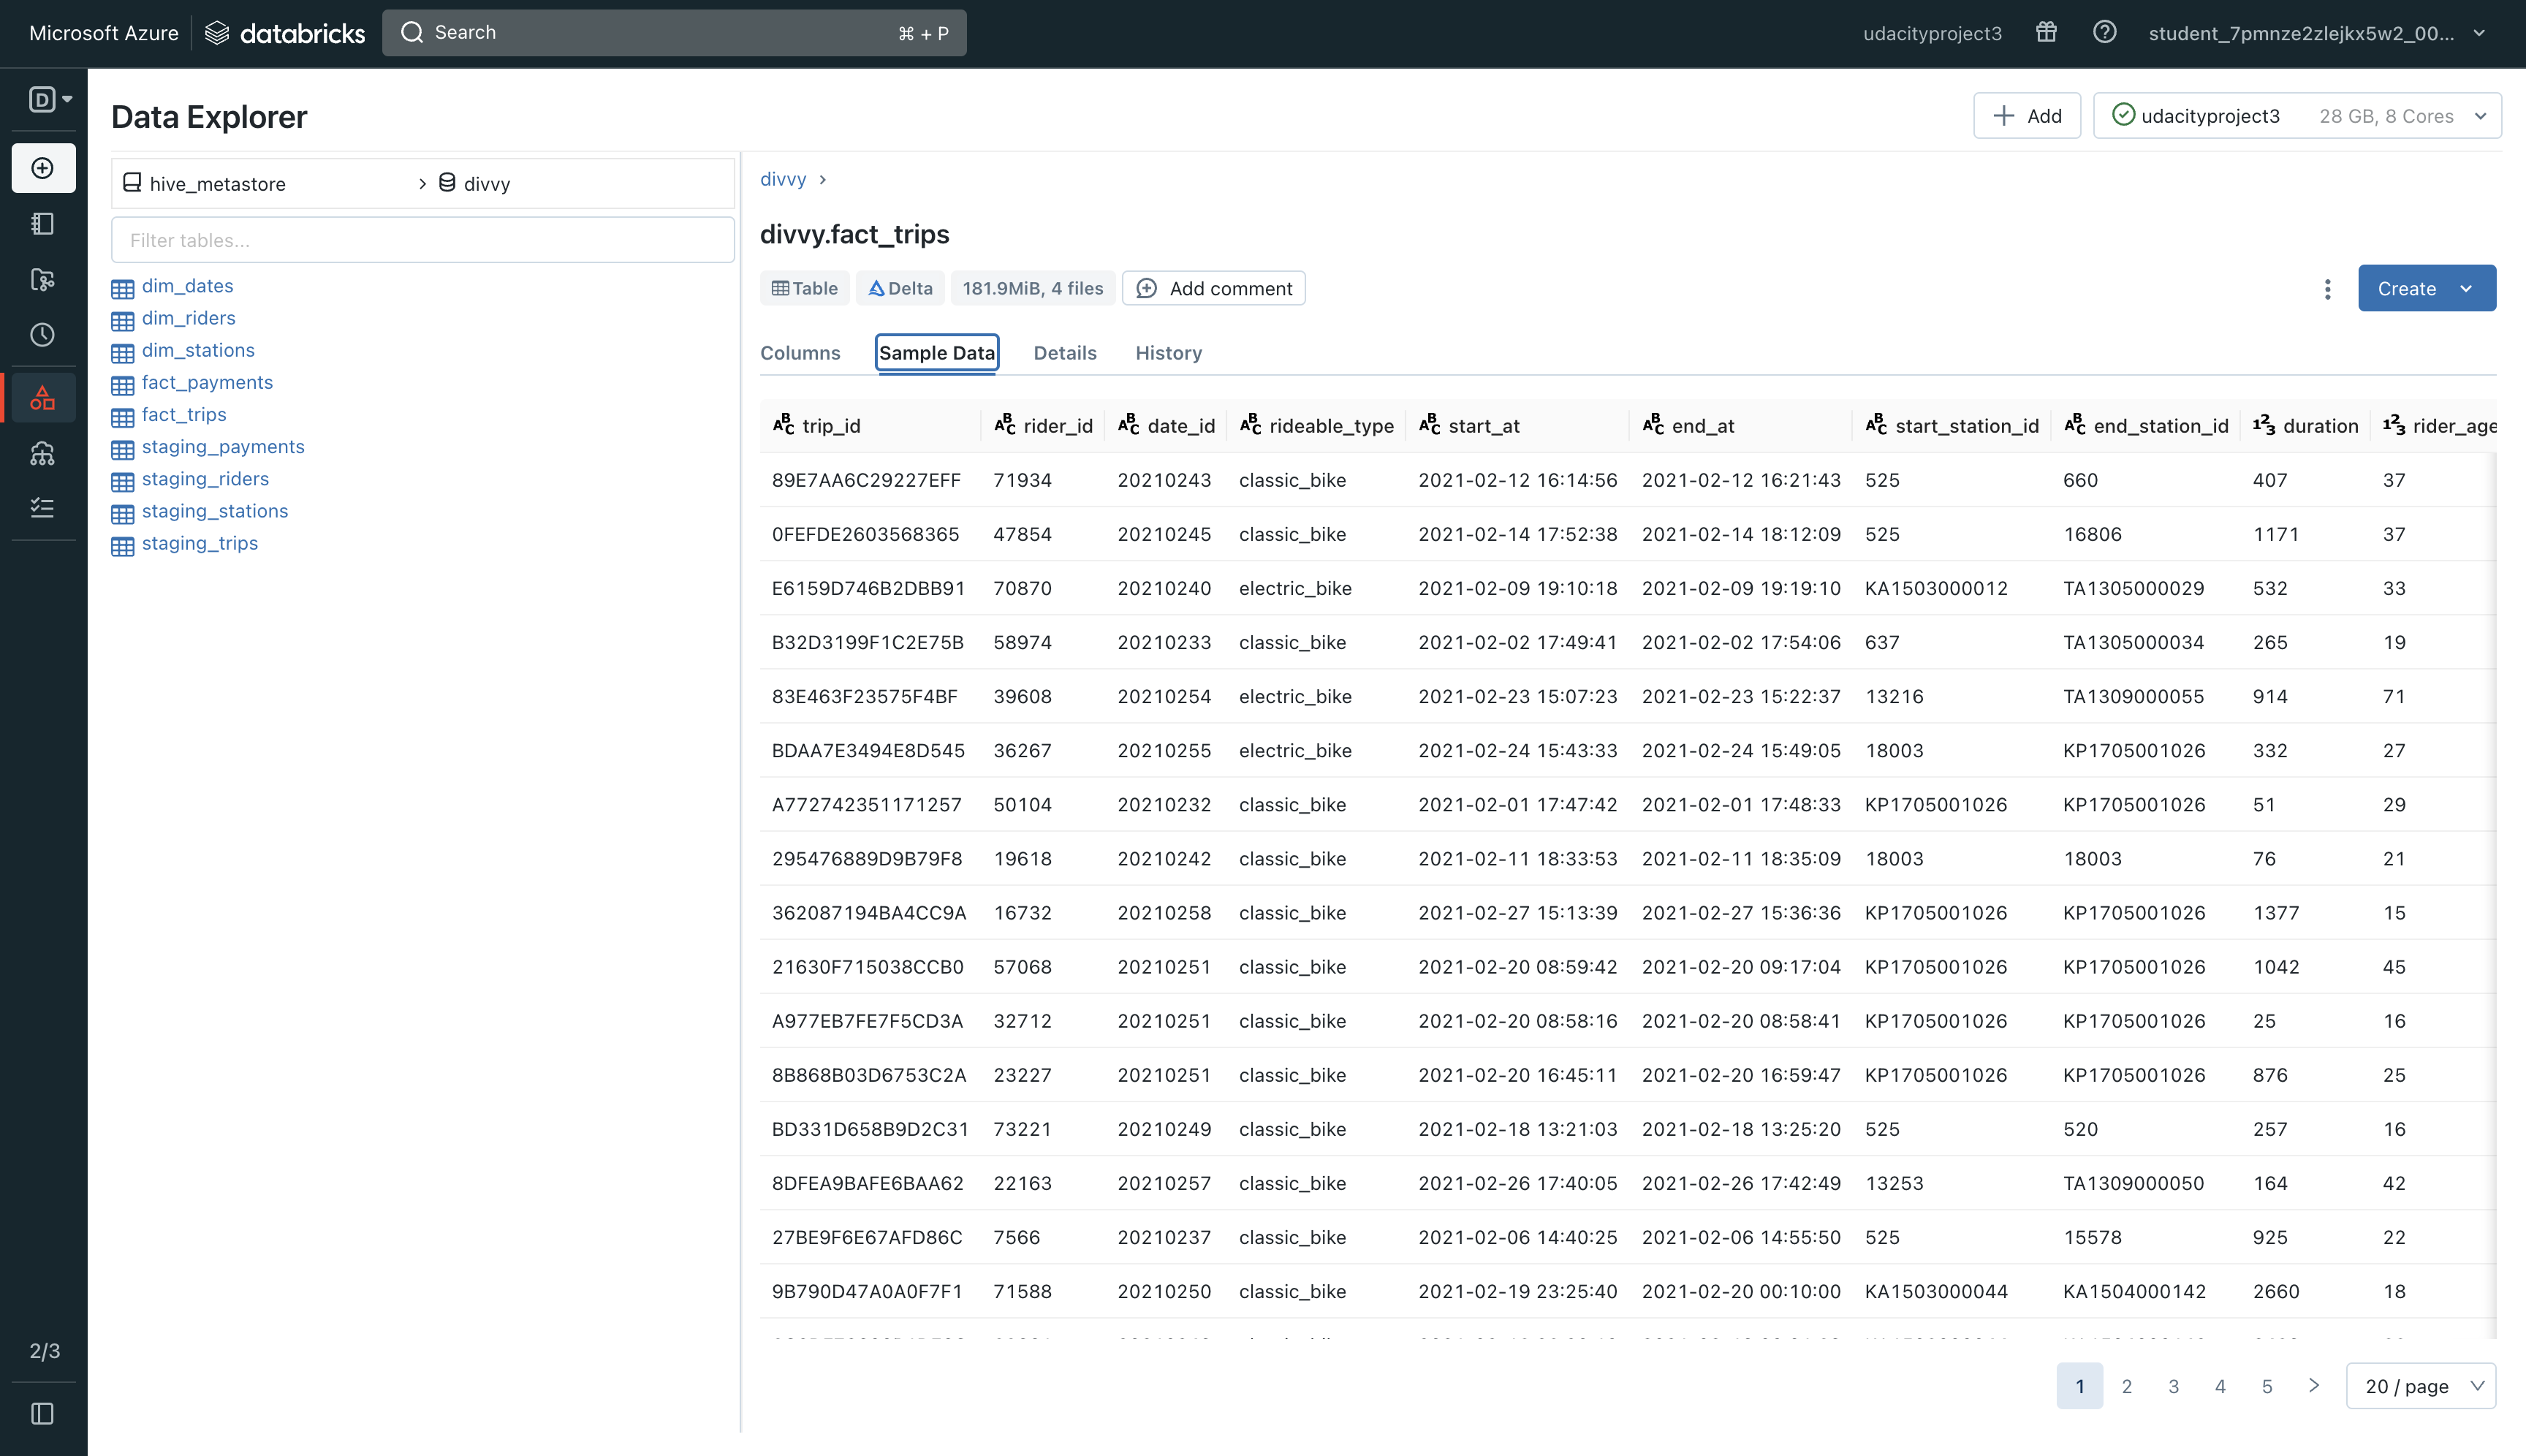 Microsoft Azure databricks Search ⌘ + P udacityproject3 student_7pmnze2zlejkx5w2_00...
Data Explorer
Add
udacityproject3 28 GB, 8 Cores
hive_metastore > divvy
Filter tables...
dim_dates
dim_riders
dim_stations
fact_payments
fact_trips
staging_payments
staging_riders
staging_stations
staging_trips
2/3
divvy >
divvy.fact_trips
Table Delta 181.9MiB, 4 files Add comment
Create
Columns Sample Data Details History
trip_id rider_id date_id rideable_type start_at end_at start_station_id end_station_id duration rider_age
89E7AA6C29227EFF 71934 20210243 classic_bike 2021-02-12 16:14:56 2021-02-12 16:21:43 525 660 407 37
0FEFDE2603568365 47854 20210245 classic_bike 2021-02-14 17:52:38 2021-02-14 18:12:09 525 16806 1171 37
E6159D746B2DBB91 70870 20210240 electric_bike 2021-02-09 19:10:18 2021-02-09 19:19:10 KA1503000012 TA1305000029 532 33
B32D3199F1C2E75B 58974 20210233 classic_bike 2021-02-02 17:49:41 2021-02-02 17:54:06 637 TA1305000034 265 19
83E463F23575F4BF 39608 20210254 electric_bike 2021-02-23 15:07:23 2021-02-23 15:22:37 13216 TA1309000055 914 71
BDAA7E3494E8D545 36267 20210255 electric_bike 2021-02-24 15:43:33 2021-02-24 15:49:05 18003 KP1705001026 332 27
A772742351171257 50104 20210232 classic_bike 2021-02-01 17:47:42 2021-02-01 17:48:33 KP1705001026 KP1705001026 51 29
295476889D9B79F8 19618 20210242 classic_bike 2021-02-11 18:33:53 2021-02-11 18:35:09 18003 18003 76 21
362087194BA4CC9A 16732 20210258 classic_bike 2021-02-27 15:13:39 2021-02-27 15:36:36 KP1705001026 KP1705001026 1377 15
21630F715038CCB0 57068 20210251 classic_bike 2021-02-20 08:59:42 2021-02-20 09:17:04 KP1705001026 KP1705001026 1042 45
A977EB7FE7F5CD3A 32712 20210251 classic_bike 2021-02-20 08:58:16 2021-02-20 08:58:41 KP1705001026 KP1705001026 25 16
8B868B03D6753C2A 23227 20210251 classic_bike 2021-02-20 16:45:11 2021-02-20 16:59:47 KP1705001026 KP1705001026 876 25
BD331D658B9D2C31 73221 20210249 classic_bike 2021-02-18 13:21:03 2021-02-18 13:25:20 525 520 257 16
8DFEA9BAFE6BAA62 22163 20210257 classic_bike 2021-02-26 17:40:05 2021-02-26 17:42:49 13253 TA1309000050 164 42
27BE9F6E67AFD86C 7566 20210237 classic_bike 2021-02-06 14:40:25 2021-02-06 14:55:50 525 15578 925 22
9B790D47A0A0F7F1 71588 20210250 classic_bike 2021-02-19 23:25:40 2021-02-20 00:10:00 KA1503000044 KA1504000142 2660 18
1 2 3 4 5 > 20 / page